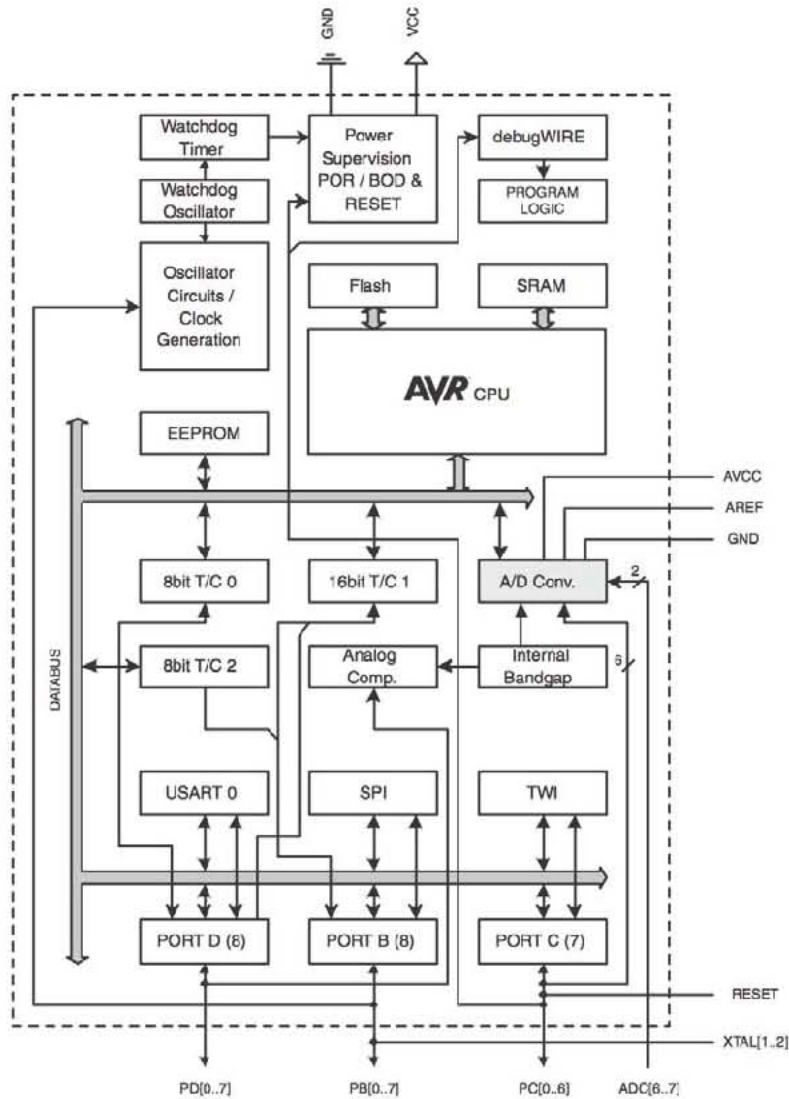 GND
VCC
Watchdog
Timer
Power
Supervision
POR / BOD &
RESET
debugWIRE
Watchdog
Oscillator
PROGRAM
LOGIC
Oscillator
Circuits /
Clock
Generation
Flash
SRAM
AVR CPU
EEPROM
AVCC
AREF
GND
8bit T/C 0
16bit T/C 1
A/D Conv.
2
DATABUS
8bit T/C 2
Analog
Comp.
Internal
Bandgap
6
USART 0
SPI
TWI
PORT D (8)
PORT B (8)
PORT C (7)
RESET
XTAL[1..2]
PD[0..7]
PB[0..7]
PC[0..6]
ADC[6..7]